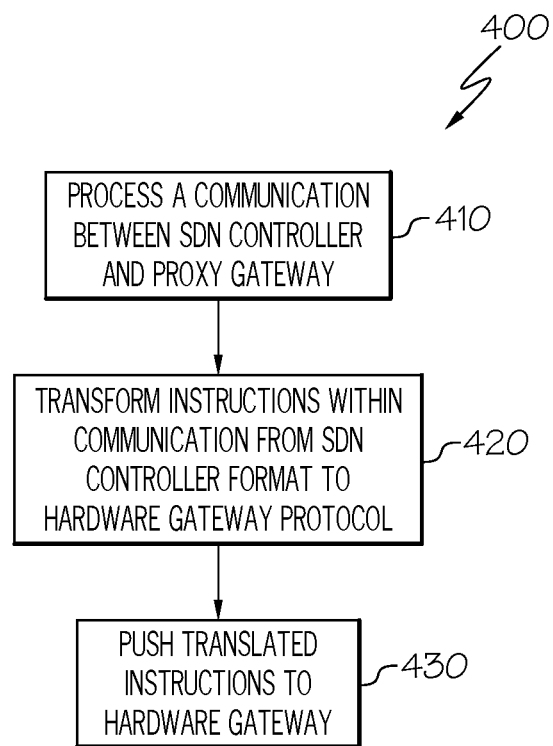 400
PROCESS A COMMUNICATION
BETWEEN SDN CONTROLLER
AND PROXY GATEWAY
410
TRANSFORM INSTRUCTIONS WITHIN
COMMUNICATION FROM SDN
CONTROLLER FORMAT TO
HARDWARE GATEWAY PROTOCOL
420
PUSH TRANSLATED
INSTRUCTIONS TO
HARDWARE GATEWAY
430